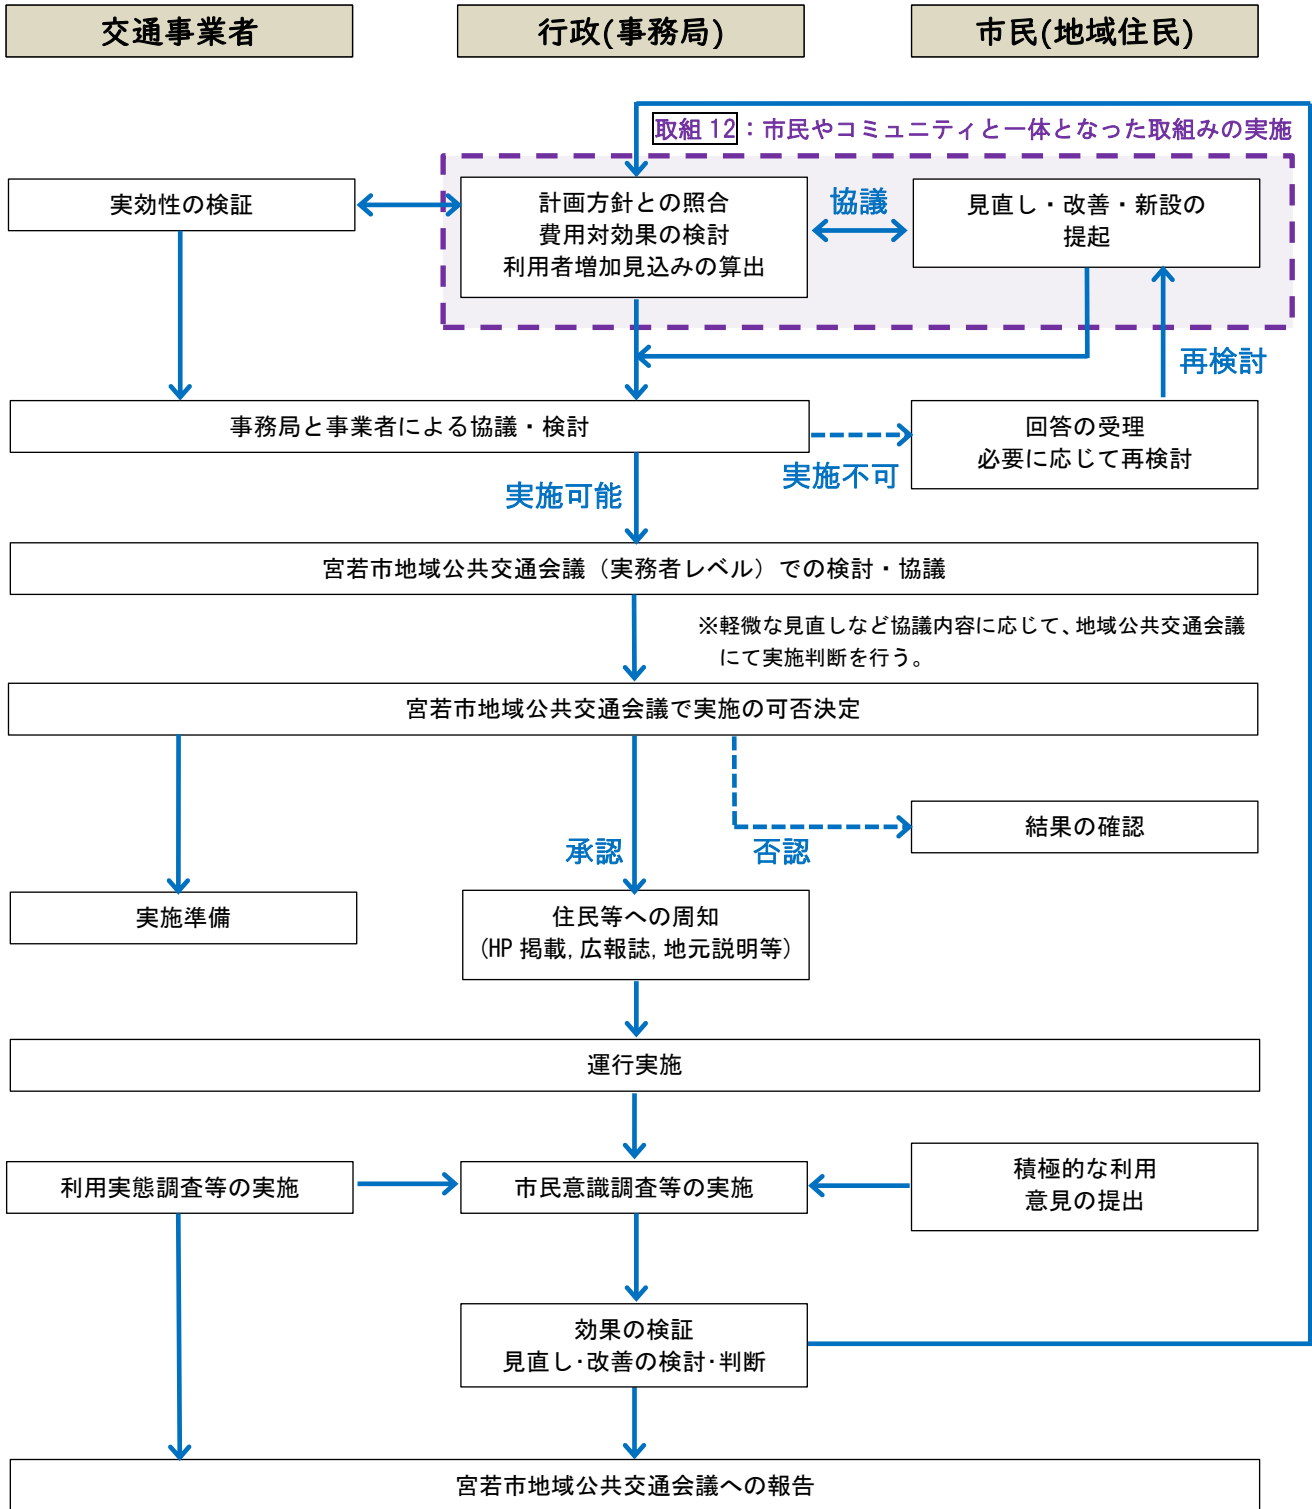 交通事業者
行政(事務局)
市民(地域住民)
取組 12：市民やコミュニティと一体となった取組みの実施
実効性の検証
計画方針との照合
費用対効果の検討
利用者増加見込みの算出
協議
見直し・改善・新設の
提起
再検討
事務局と事業者による協議・検討
回答の受理
必要に応じて再検討
実施不可
実施可能
宮若市地域公共交通会議（実務者レベル）での検討・協議
※軽微な見直しなど協議内容に応じて、地域公共交通会議
にて実施判断を行う。
宮若市地域公共交通会議で実施の可否決定
結果の確認
承認
否認
実施準備
住民等への周知
(HP 掲載, 広報誌, 地元説明等)
運行実施
利用実態調査等の実施
市民意識調査等の実施
積極的な利用
意見の提出
効果の検証
見直し･改善の検討･判断
宮若市地域公共交通会議への報告